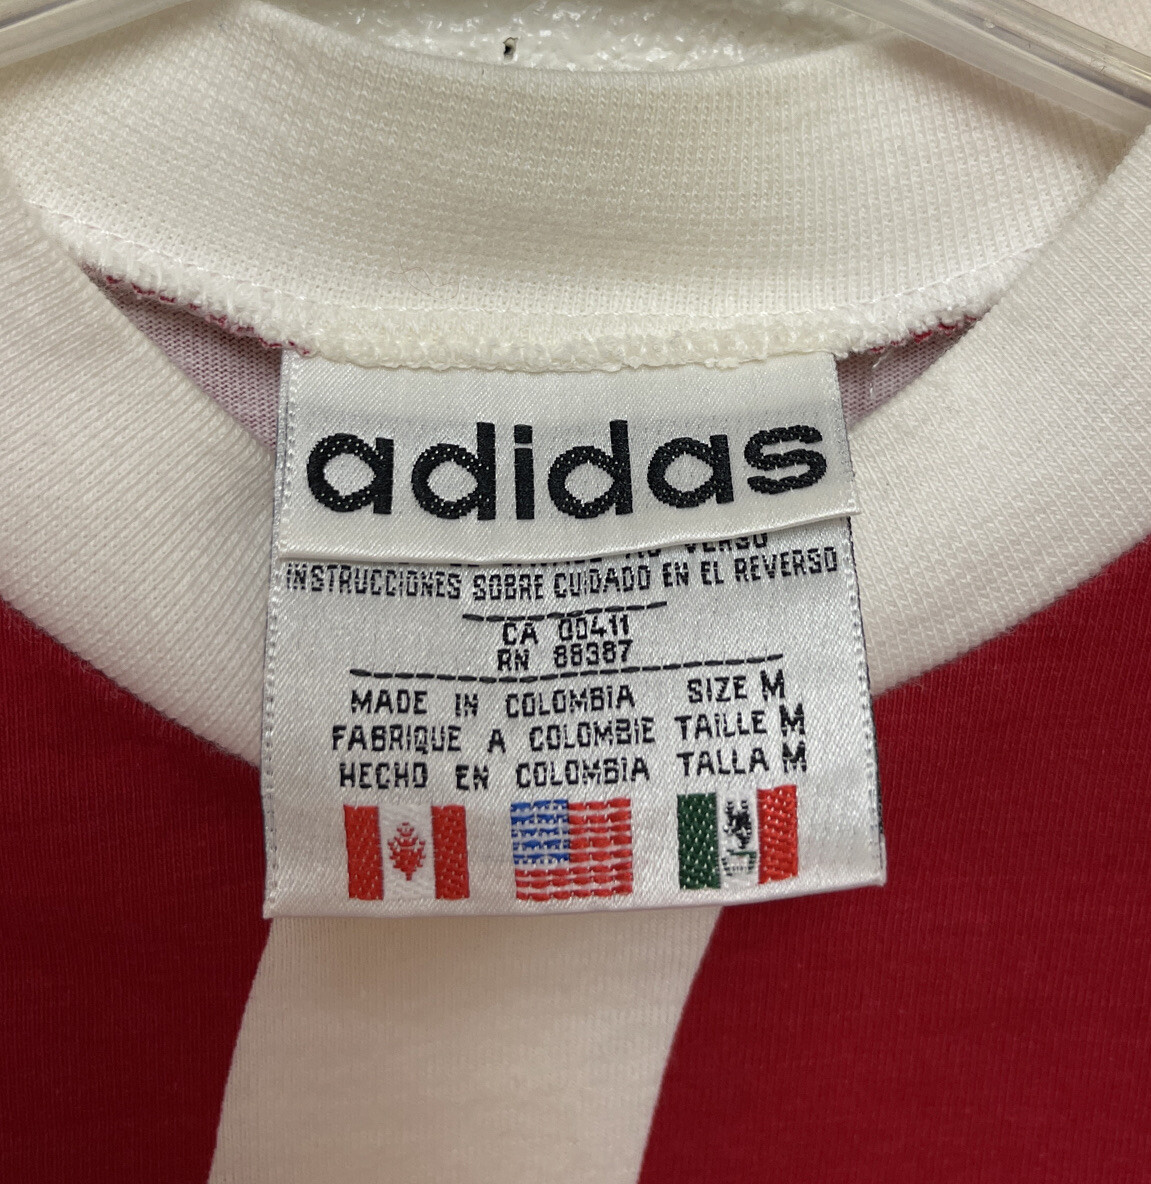 adidas
VERSO
INSTRUCCIONES SOBRE CUIDADO EN EL REVERSO
CA 00411
RN 88387
MADE IN COLOMBIA SIZE M
FABRIQUE A COLOMBIE TAILLE M
HECHO EN COLOMBIA TALLA M